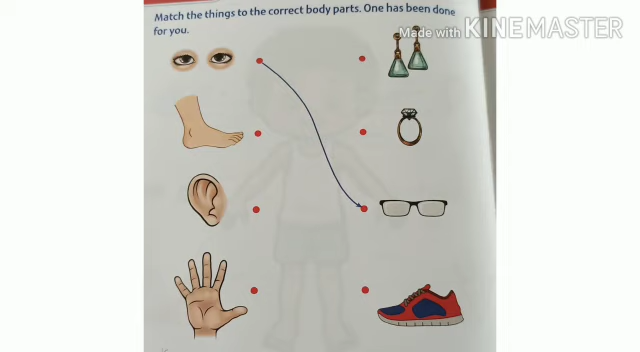 Match the things to the correct body parts. One has been done
for you.
Made with KINEMASTER